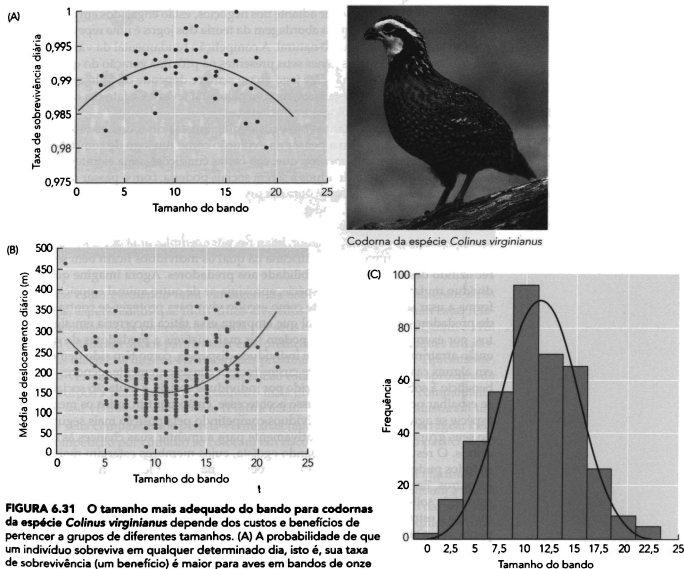 (A)
Taxa de sobrevivência diária
1
0,995
0,99
0,985
0,98
0,975
0 5 10 15 20 25
Tamanho do bando
Codorna da espécie Colinus virginianus
(B)
Média de deslocamento diário (m)
500
450
400
350
300
250
200
150
100
50
0
0 5 10 15 20 25
Tamanho do bando
(C)
Frequência
100
80
60
40
20
0
0 2,5 5 7,5 10 12,5 15 17,5 20 22,5 25
Tamanho do bando
FIGURA 6.31 O tamanho mais adequado do bando para codornas
da espécie Colinus virginianus depende dos custos e benefícios de
pertencer a grupos de diferentes tamanhos. (A) A probabilidade de que
um indivíduo sobreviva em qualquer determinado dia, isto é, sua taxa
de sobrevivência (um benefício) é maior para aves em bandos de onze